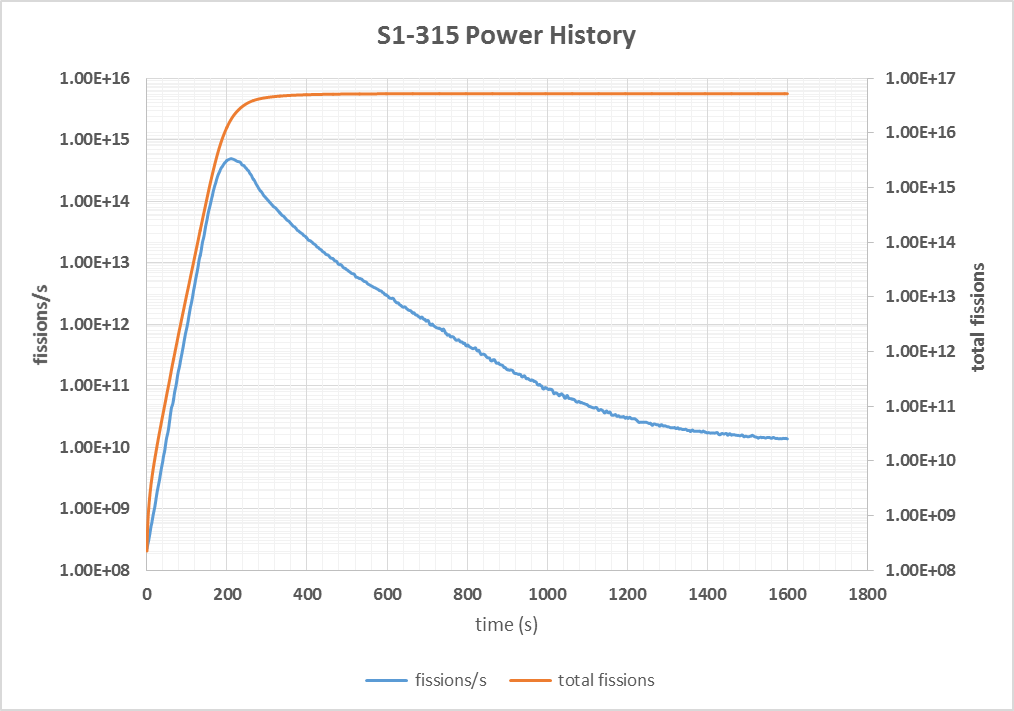 S1-315 Power History
1.00E+16
1.00E+15
1.00E+14
1.00E+13
1.00E+12
1.00E+11
1.00E+10
1.00E+09
1.00E+08
fissions/s
1.00E+17
1.00E+16
1.00E+15
1.00E+14
1.00E+13
1.00E+12
1.00E+11
1.00E+10
1.00E+09
1.00E+08
total fissions
0 200 400 600 800 1000 1200 1400 1600 1800
time (s)
fissions/s total fissions